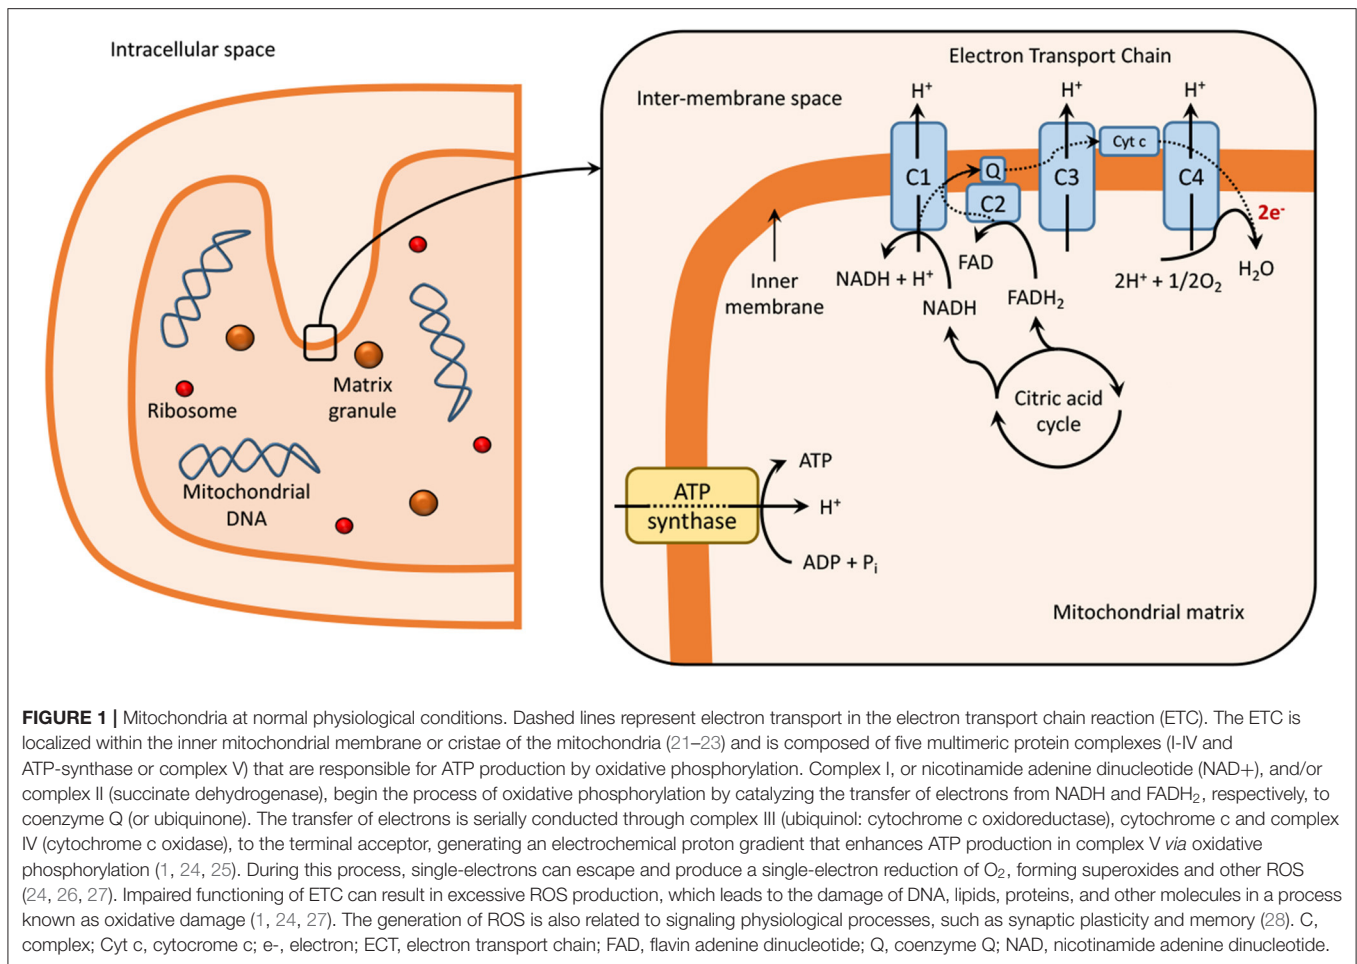 Intracellular space
Ribosome
Matrix
granule
Mitochondrial
DNA
Electron Transport Chain
Inter-membrane space
H⁺
H⁺
H⁺
C1
Q
C2
C3
Cyt c
C4
2e⁻
NADH + H⁺
FAD
NADH
FADH₂
2H⁺ + 1/2O₂
H₂O
Inner
membrane
Citric acid
cycle
ATP
synthase
ATP
H⁺
ADP + Pᵢ
Mitochondrial matrix
FIGURE 1 | Mitochondria at normal physiological conditions. Dashed lines represent electron transport in the electron transport chain reaction (ETC). The ETC is
localized within the inner mitochondrial membrane or cristae of the mitochondria (21–23) and is composed of five multimeric protein complexes (I-IV and
ATP-synthase or complex V) that are responsible for ATP production by oxidative phosphorylation. Complex I, or nicotinamide adenine dinucleotide (NAD+), and/or
complex II (succinate dehydrogenase), begin the process of oxidative phosphorylation by catalyzing the transfer of electrons from NADH and FADH₂, respectively, to
coenzyme Q (or ubiquinone). The transfer of electrons is serially conducted through complex III (ubiquinol: cytochrome c oxidoreductase), cytochrome c and complex
IV (cytochrome c oxidase), to the terminal acceptor, generating an electrochemical proton gradient that enhances ATP production in complex V via oxidative
phosphorylation (1, 24, 25). During this process, single-electrons can escape and produce a single-electron reduction of O₂, forming superoxides and other ROS
(24, 26, 27). Impaired functioning of ETC can result in excessive ROS production, which leads to the damage of DNA, lipids, proteins, and other molecules in a process
known as oxidative damage (1, 24, 27). The generation of ROS is also related to signaling physiological processes, such as synaptic plasticity and memory (28). C,
complex; Cyt c, cytocrome c; e-, electron; ECT, electron transport chain; FAD, flavin adenine dinucleotide; Q, coenzyme Q; NAD, nicotinamide adenine dinucleotide.